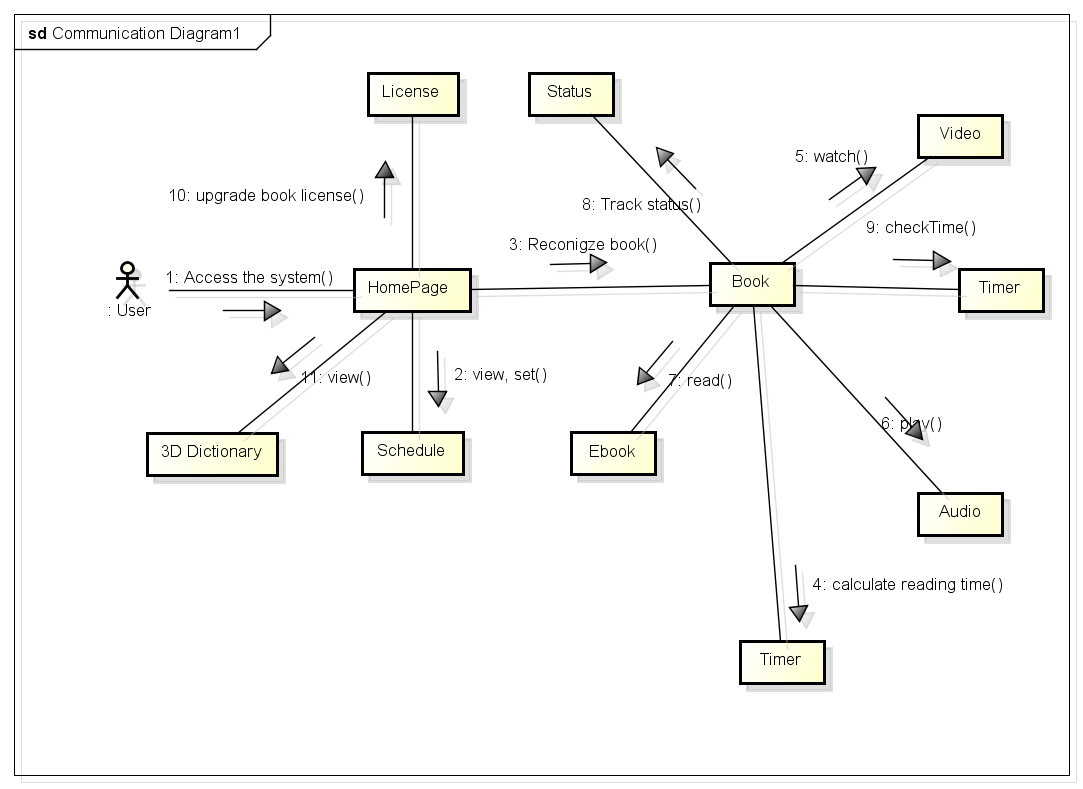 sd Communication Diagram1
License
Status
Video
5: watch()
10: upgrade book license()
8: Track status()
9: checkTime()
3: Reconigze book()
1: Access the system()
HomePage
Book
Timer
: User
11: view()
2: view, set()
7: read()
6: play()
3D Dictionary
Schedule
Ebook
Audio
4: calculate reading time()
Timer